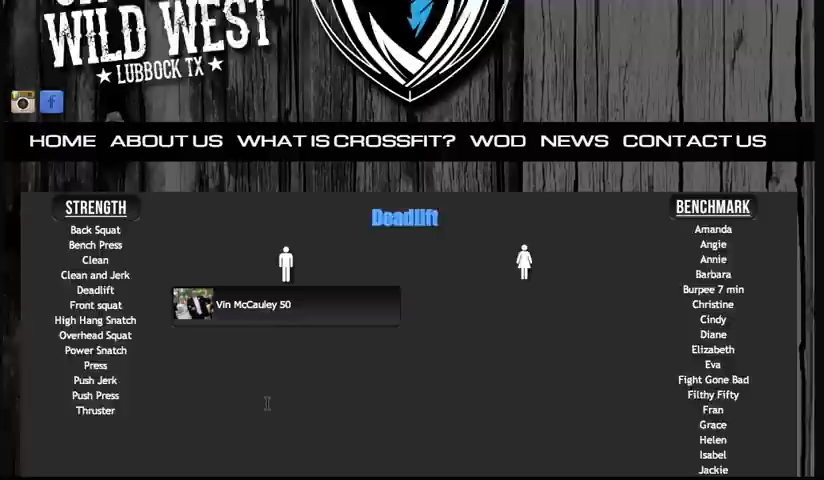 WILD WEST
LUBBOCK TX
HOME ABOUT US WHAT IS CROSSFIT? WOD NEWS CONTACT US
STRENGTH
Back Squat
Bench Press
Clean
Clean and Jerk
Deadlift
Front squat
High Hang Snatch
Overhead Squat
Power Snatch
Press
Push Jerk
Push Press
Thruster
Deadlift
Vin McCauley 50
BENCHMARK
Amanda
Angie
Annie
Barbara
Burpee 7 min
Christine
Cindy
Diane
Elizabeth
Eva
Fight Gone Bad
Filthy Fifty
Fran
Grace
Helen
Isabel
Jackie